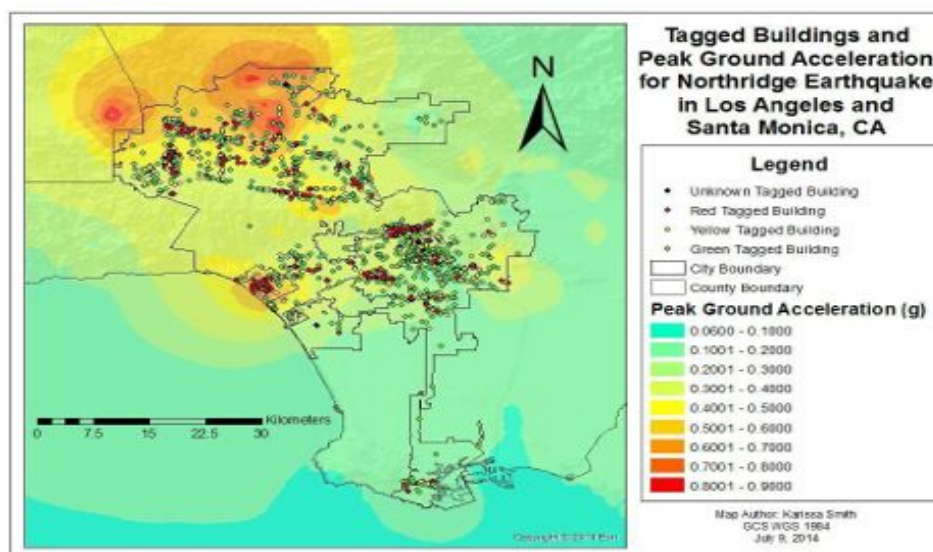 Tagged Buildings and
Peak Ground Acceleration
for Northridge Earthquake
in Los Angeles and
Santa Monica, CA
N
Legend
Unknown Tagged Building
Red Tagged Building
Yellow Tagged Building
Green Tagged Building
City Boundary
County Boundary
Peak Ground Acceleration (g)
0.0600 - 0.1000
0.1001 - 0.2000
0.2001 - 0.3000
0.3001 - 0.4000
0.4001 - 0.5000
0.5001 - 0.6000
0.6001 - 0.7000
0.7001 - 0.8000
0.8001 - 0.9000
Kilometers
0 7.5 15 22.5 30
Map Author: Karissa Smith
GCS WGS 1984
July 9, 2014